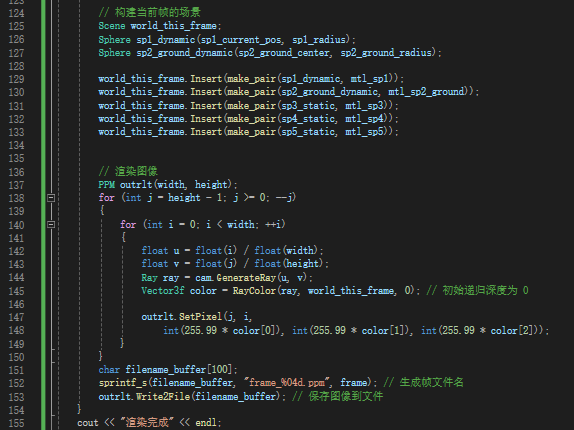 123
124 // 构建当前帧的场景
125 Scene world_this_frame;
126 Sphere sp1_dynamic(sp1_current_pos, sp1_radius);
127 Sphere sp2_ground_dynamic(sp2_ground_center, sp2_ground_radius);
128
129 world_this_frame.Insert(make_pair(sp1_dynamic, mtl_sp1));
130 world_this_frame.Insert(make_pair(sp2_ground_dynamic, mtl_sp2_ground));
131 world_this_frame.Insert(make_pair(sp3_static, mtl_sp3));
132 world_this_frame.Insert(make_pair(sp4_static, mtl_sp4));
133 world_this_frame.Insert(make_pair(sp5_static, mtl_sp5));
134
135
136 // 渲染图像
137 PPM outrlt(width, height);
138 for (int j = height - 1; j >= 0; --j)
139 {
140 for (int i = 0; i < width; ++i)
141 {
142 float u = float(i) / float(width);
143 float v = float(j) / float(height);
144 Ray ray = cam.GenerateRay(u, v);
145 Vector3f color = RayColor(ray, world_this_frame, 0); // 初始递归深度为 0
146
147 outrlt.SetPixel(j, i,
148 int(255.99 * color[0]), int(255.99 * color[1]), int(255.99 * color[2]));
149 }
150 }
151 char filename_buffer[100];
152 sprintf_s(filename_buffer, "frame_%04d.ppm", frame); // 生成帧文件名
153 outrlt.Write2File(filename_buffer); // 保存图像到文件
154 }
155 cout << "渲染完成" << endl;